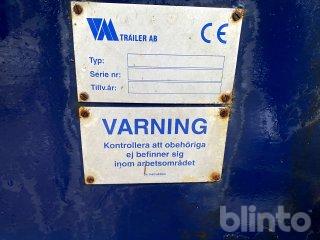 VM
TRAILER AB
CE
Typ:
Serie nr:
Tillv.år:
VARNING
Kontrollera att obehöriga
ej befinner sig
inom arbetsområdet
blinto